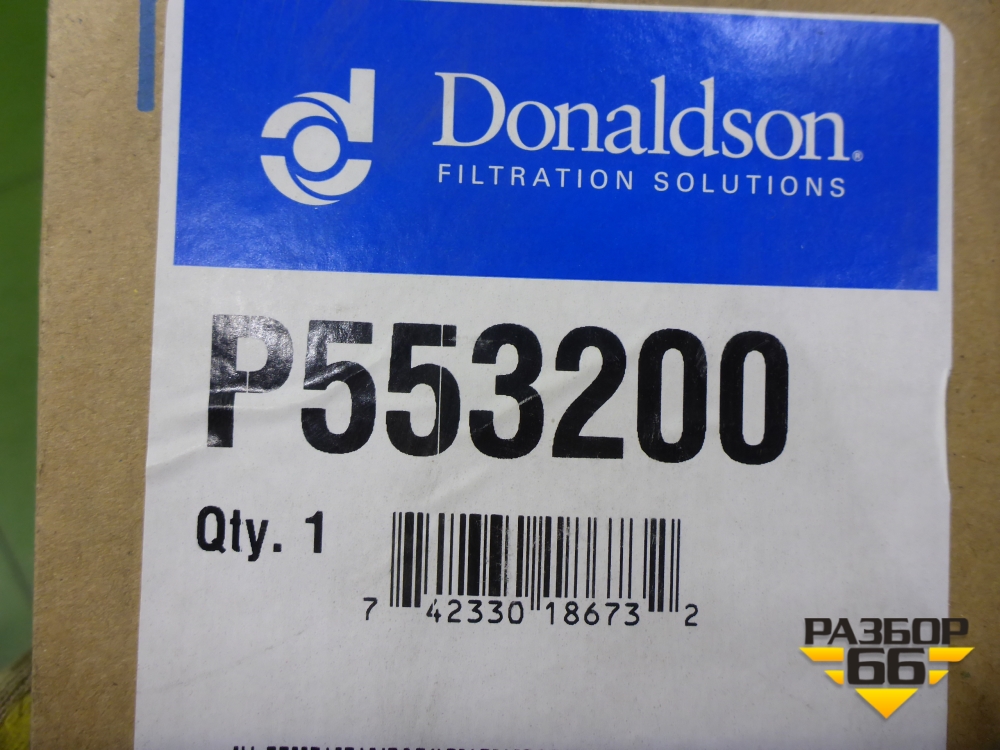 Donaldson®
FILTRATION SOLUTIONS
P553200
Qty. 1
7 42330 18673 2
РАЗБОР
66